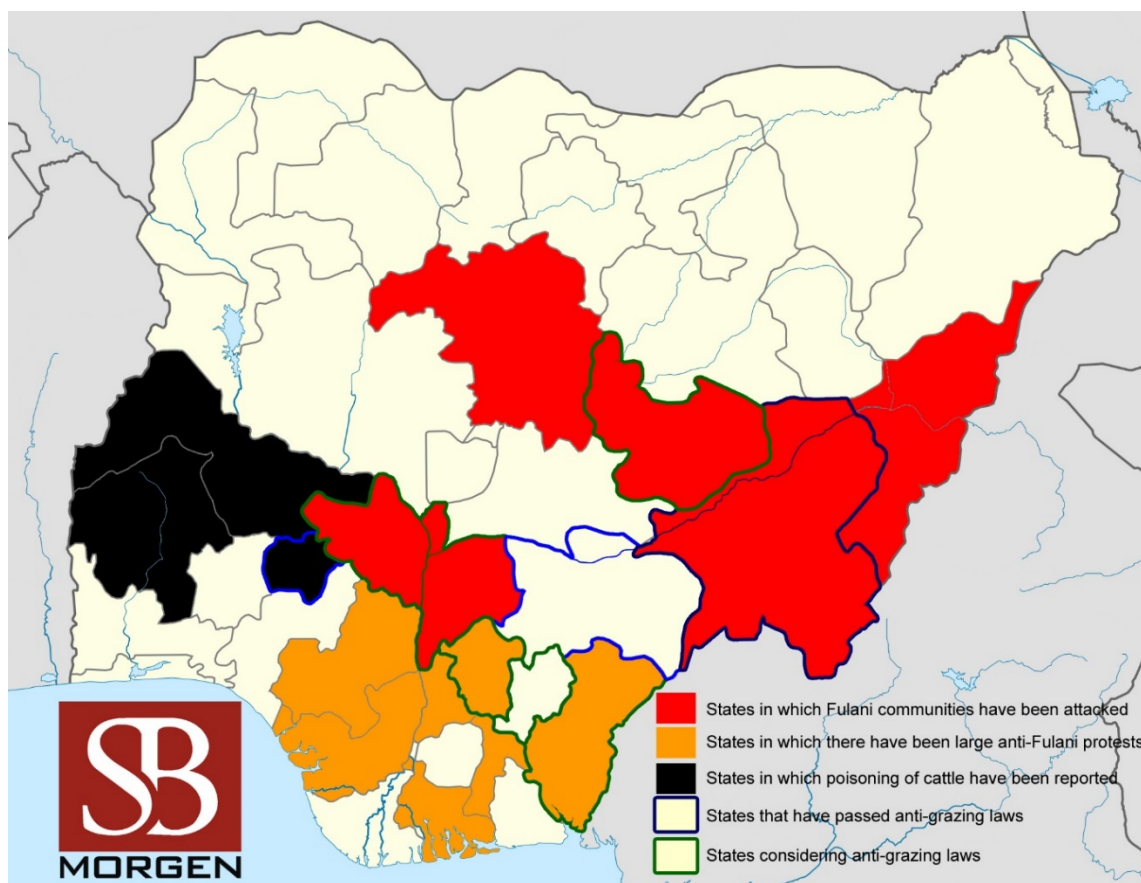 States in which Fulani communities have been attacked
States in which there have been large anti-Fulani protests
States in which poisoning of cattle have been reported
States that have passed anti-grazing laws
States considering anti-grazing laws
SB
MORGEN